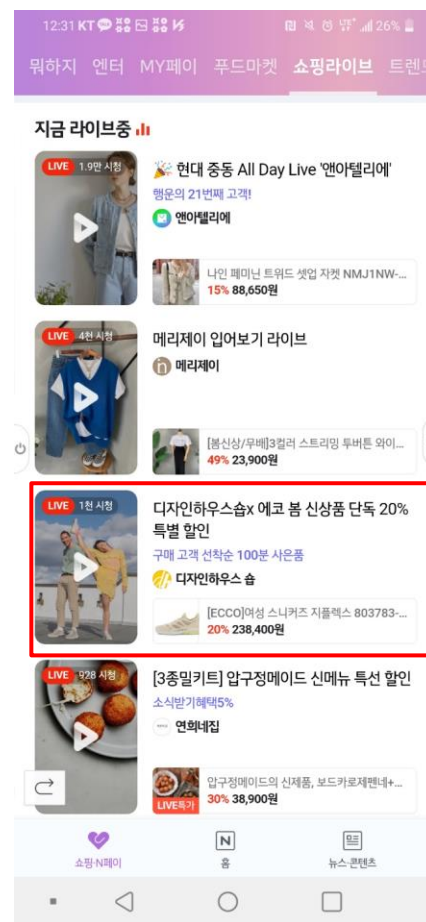 12:31 KT
26%
뭐하지 엔터 MY페이 푸드마켓 쇼핑라이브 트렌
지금 라이브중
LIVE 1.9만 시청
현대 중동 All Day Live '앤아텔리에'
행운의 21번째 고객!
앤아텔리에
나인 페미닌 트위드 셋업 자켓 NMJ1NW-...
15% 88,650원
LIVE 4천 시청
메리제이 입어보기 라이브
메리제이
[봄신상/무배]3컬러 스트리밍 투버튼 와이...
49% 23,900원
LIVE 1천 시청
디자인하우스숍x 에코 봄 신상품 단독 20%
특별 할인
구매 고객 선착순 100분 사은품
디자인하우스 숍
[ECCO]여성 스니커즈 지플렉스 803783-...
20% 238,400원
LIVE 928 시청
[3종밀키트] 압구정메이드 신메뉴 특선 할인
소식받기혜택5%
연희네집
압구정메이드의 신제품, 보드카로제펜네+...
LIVE특가
30% 38,900원
쇼핑·N페이
N
홈
뉴스·콘텐츠